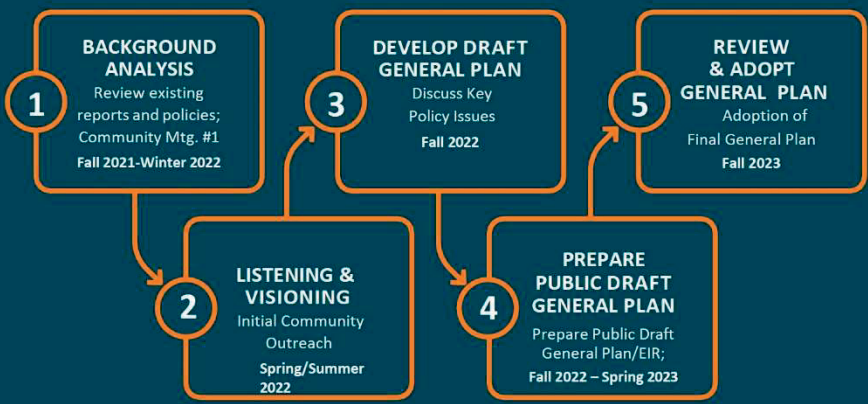 1
BACKGROUND
ANALYSIS
Review existing
reports and policies;
Community Mtg. #1
Fall 2021-Winter 2022
2
LISTENING &
VISIONING
Initial Community
Outreach
Spring/Summer
2022
3
DEVELOP DRAFT
GENERAL PLAN
Discuss Key
Policy Issues
Fall 2022
4
PREPARE
PUBLIC DRAFT
GENERAL PLAN
Prepare Public Draft
General Plan/EIR;
Fall 2022 – Spring 2023
5
REVIEW
& ADOPT
GENERAL PLAN
Adoption of
Final General Plan
Fall 2023